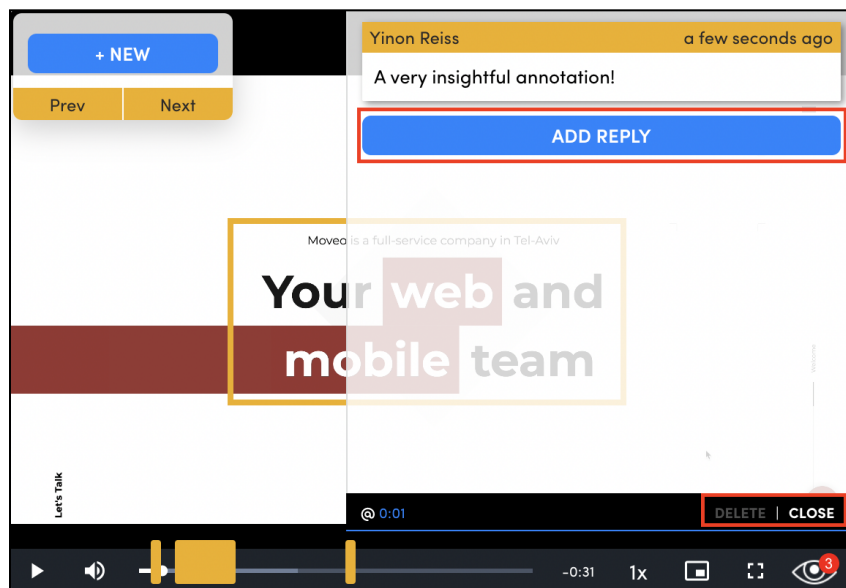 + NEW
Prev Next
Yinon Reiss a few seconds ago
A very insightful annotation!
ADD REPLY
Moveo is a full-service company in Tel-Aviv
Your web and
mobile team
Welcome
Let's Talk
@ 0:01
DELETE | CLOSE
-0:31 1x
3